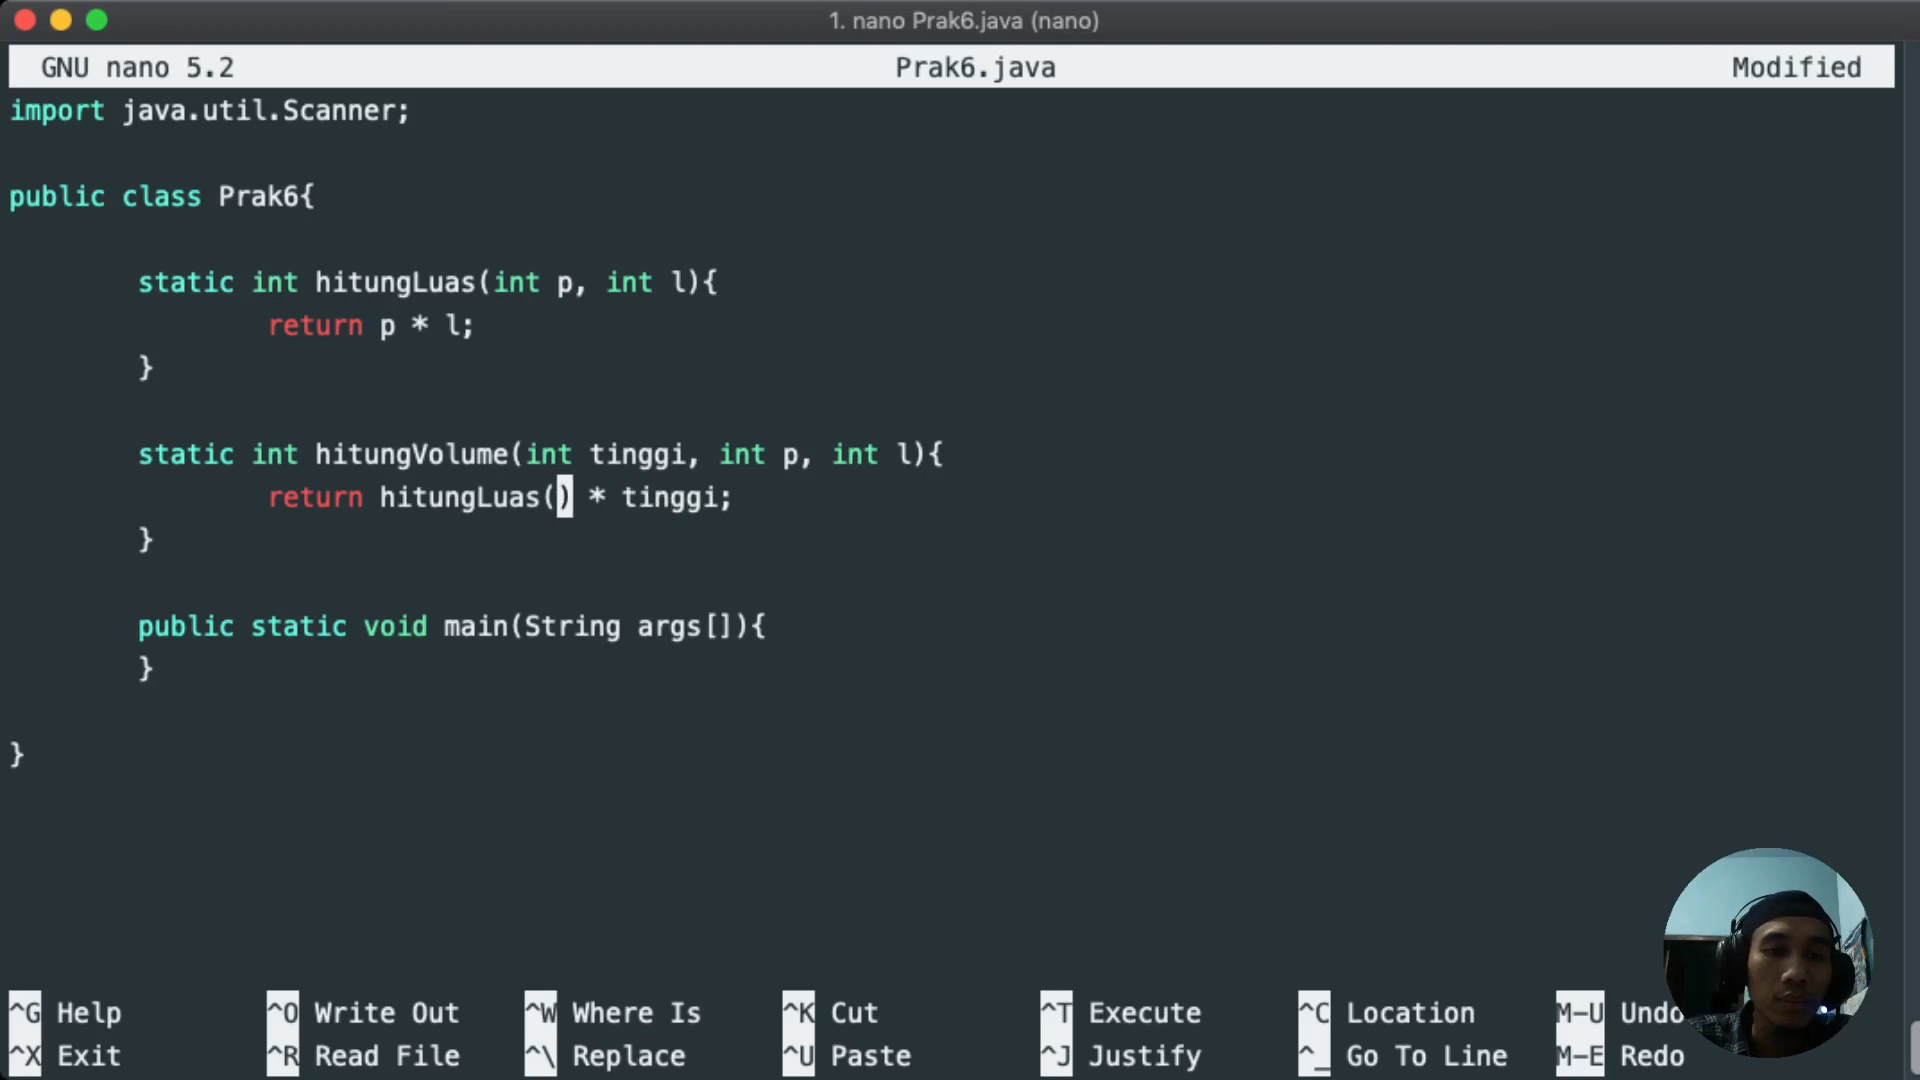 1. nano Prak6.java (nano)
GNU nano 5.2 Prak6.java Modified
import java.util.Scanner;
public class Prak6{
static int hitungLuas(int p, int l){
return p * l;
}
static int hitungVolume(int tinggi, int p, int l){
return hitungLuas() * tinggi;
}
public static void main(String args[]){
}
}
^G Help ^O Write Out ^W Where Is ^K Cut ^T Execute ^C Location M-U Undo
^X Exit ^R Read File ^\ Replace ^U Paste ^J Justify ^_ Go To Line M-E Redo